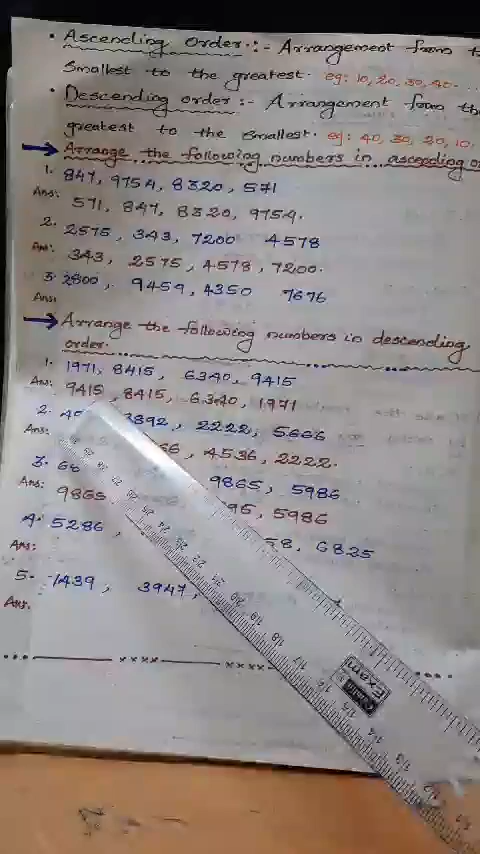 • Ascending order :- Arrangement from
Smallest to the greatest. eg: 10, 20, 30, 40...
• Descending order :- Arrangement from the
greatest to the smallest. eg: 40, 30, 20, 10.
→ Arrange the following numbers in ascending
1. 847, 9754, 8320, 571
Ans: 571, 847, 8320, 9754.
2. 2575, 343, 7200 4578
Ans: 343, 2575, 4578, 7200.
3. 2800, 9459, 4350 7676
Ans:
→ Arrange the following numbers in descending
order.
1. 1971, 8415, 6340, 9415
Ans: 9415, 8415, 6340, 1971
2. 3892, 2222, 5666
Ans: 4536, 2222.
3. 9865, 5986
Ans: 9865 5986
4. 5286, 6825
Ans:
5. 7439, 3947,
Ans.
xxxx xxxx
Exam